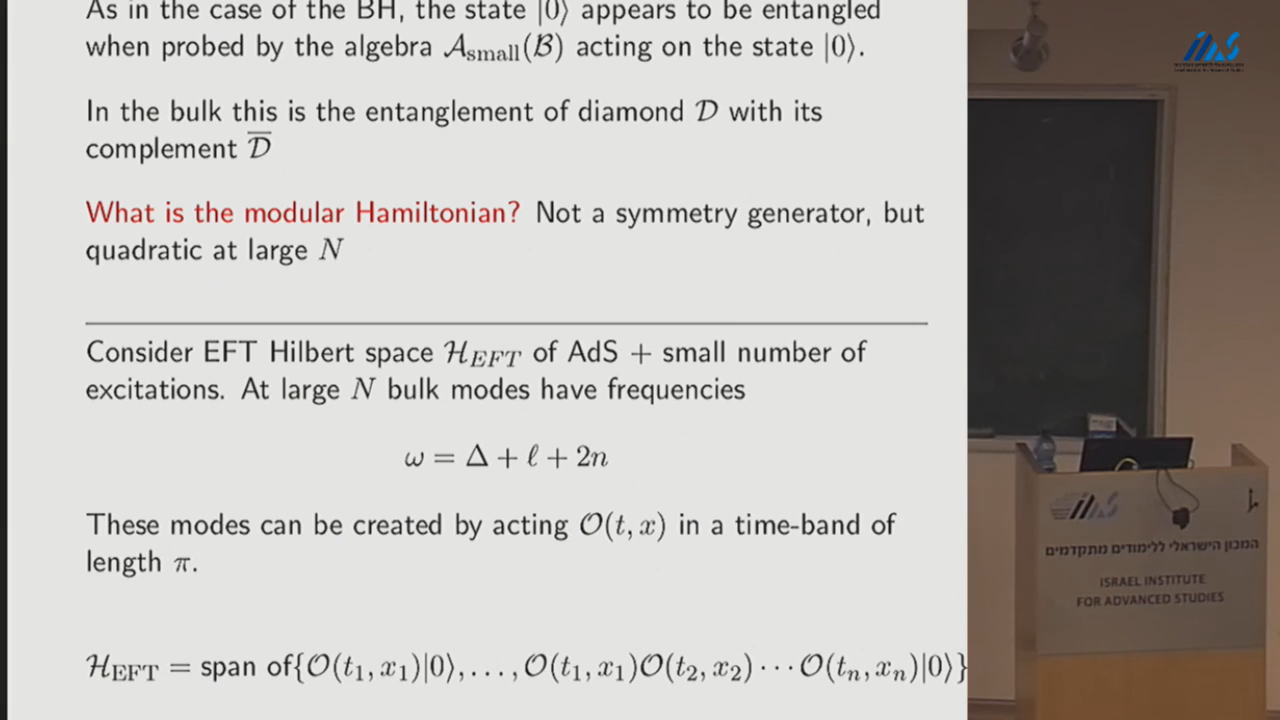 As in the case of the BH, the state |0⟩ appears to be entangled
when probed by the algebra 𝒜small(ℬ) acting on the state |0⟩.
In the bulk this is the entanglement of diamond 𝒟 with its
complement 𝒟̅
What is the modular Hamiltonian? Not a symmetry generator, but
quadratic at large N
Consider EFT Hilbert space ℋEFT of AdS + small number of
excitations. At large N bulk modes have frequencies
ω = Δ + ℓ + 2n
These modes can be created by acting 𝒪(t, x) in a time-band of
length π.
ℋEFT = span of{𝒪(t₁, x₁)|0⟩, . . . , 𝒪(t₁, x₁)𝒪(t₂, x₂) · · · 𝒪(tₙ, xₙ)|0⟩}
המכון הישראלי ללימודים מתקדמים
ISRAEL INSTITUTE
FOR ADVANCED STUDIES